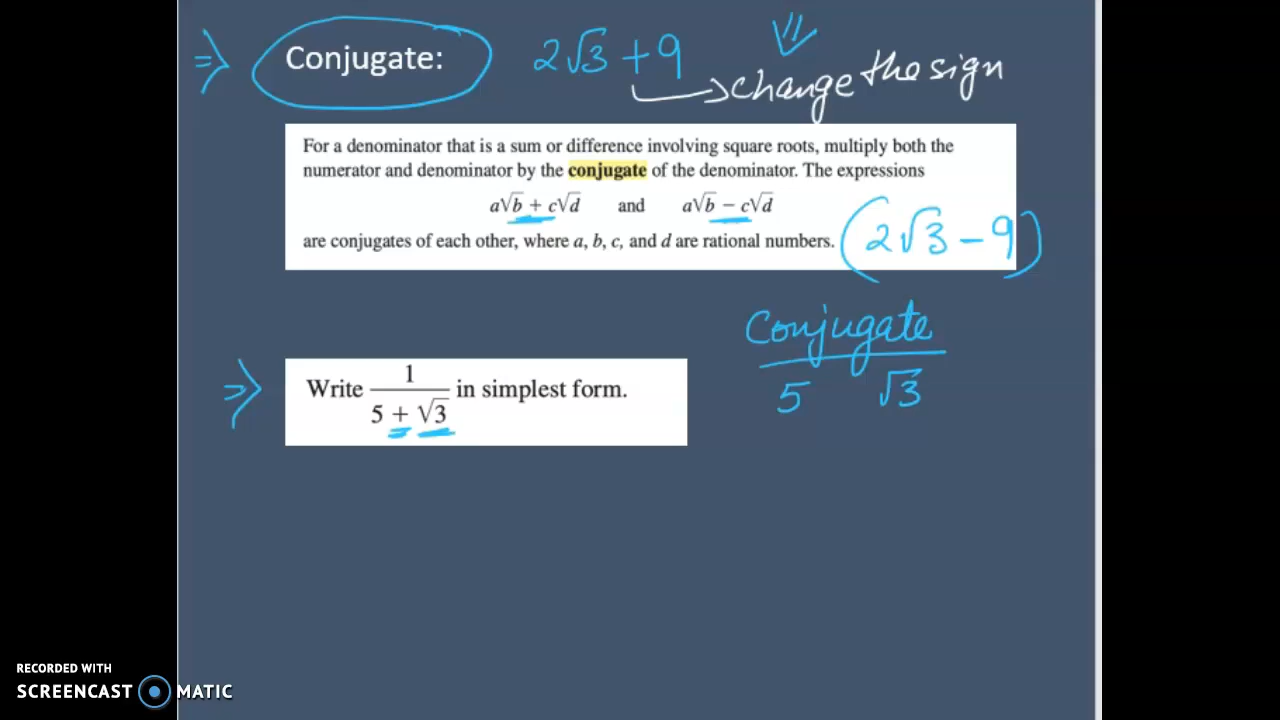 ⇒ Conjugate: 2√3 + 9 → change the sign
For a denominator that is a sum or difference involving square roots, multiply both the
numerator and denominator by the conjugate of the denominator. The expressions
a√b + c√d and a√b − c√d
are conjugates of each other, where a, b, c, and d are rational numbers. (2√3 − 9)
Conjugate
5 √3
⇒ Write 1/(5 + √3) in simplest form.
RECORDED WITH
SCREENCAST MATIC